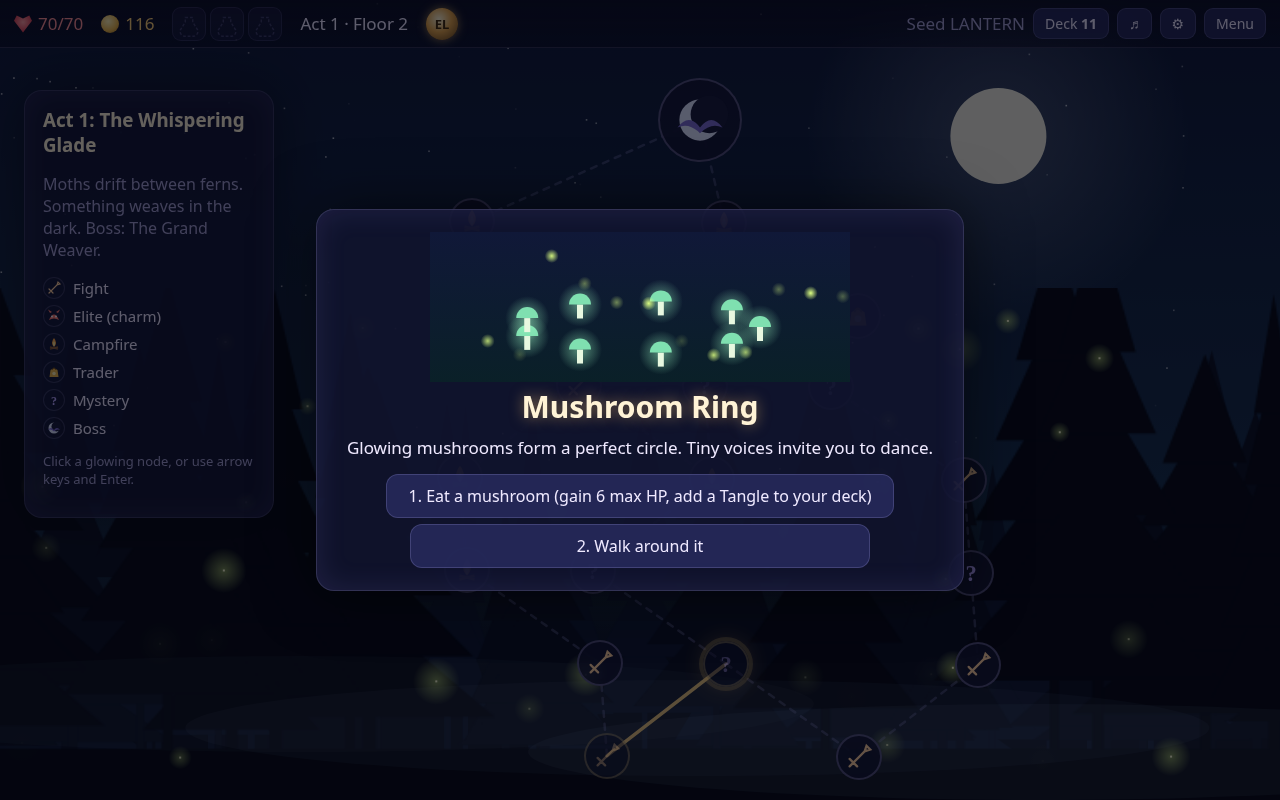 70/70 116 Act 1 · Floor 2 EL Seed LANTERN Deck 11 ♬ ⚙ Menu
Act 1: The Whispering
Glade
Moths drift between ferns.
Something weaves in the
dark. Boss: The Grand
Weaver.
Fight
Elite (charm)
Campfire
Trader
? Mystery
Boss
Click a glowing node, or use arrow
keys and Enter.
Mushroom Ring
Glowing mushrooms form a perfect circle. Tiny voices invite you to dance.
1. Eat a mushroom (gain 6 max HP, add a Tangle to your deck)
2. Walk around it
?
?